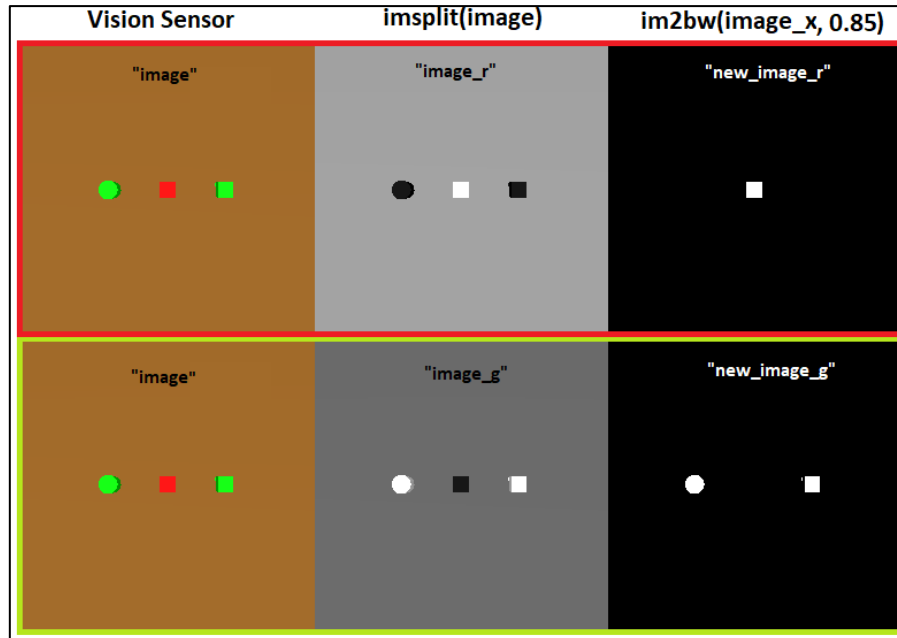 Vision Sensor imsplit(image) im2bw(image_x, 0.85)
"image" "image_r" "new_image_r"
"image" "image_g" "new_image_g"